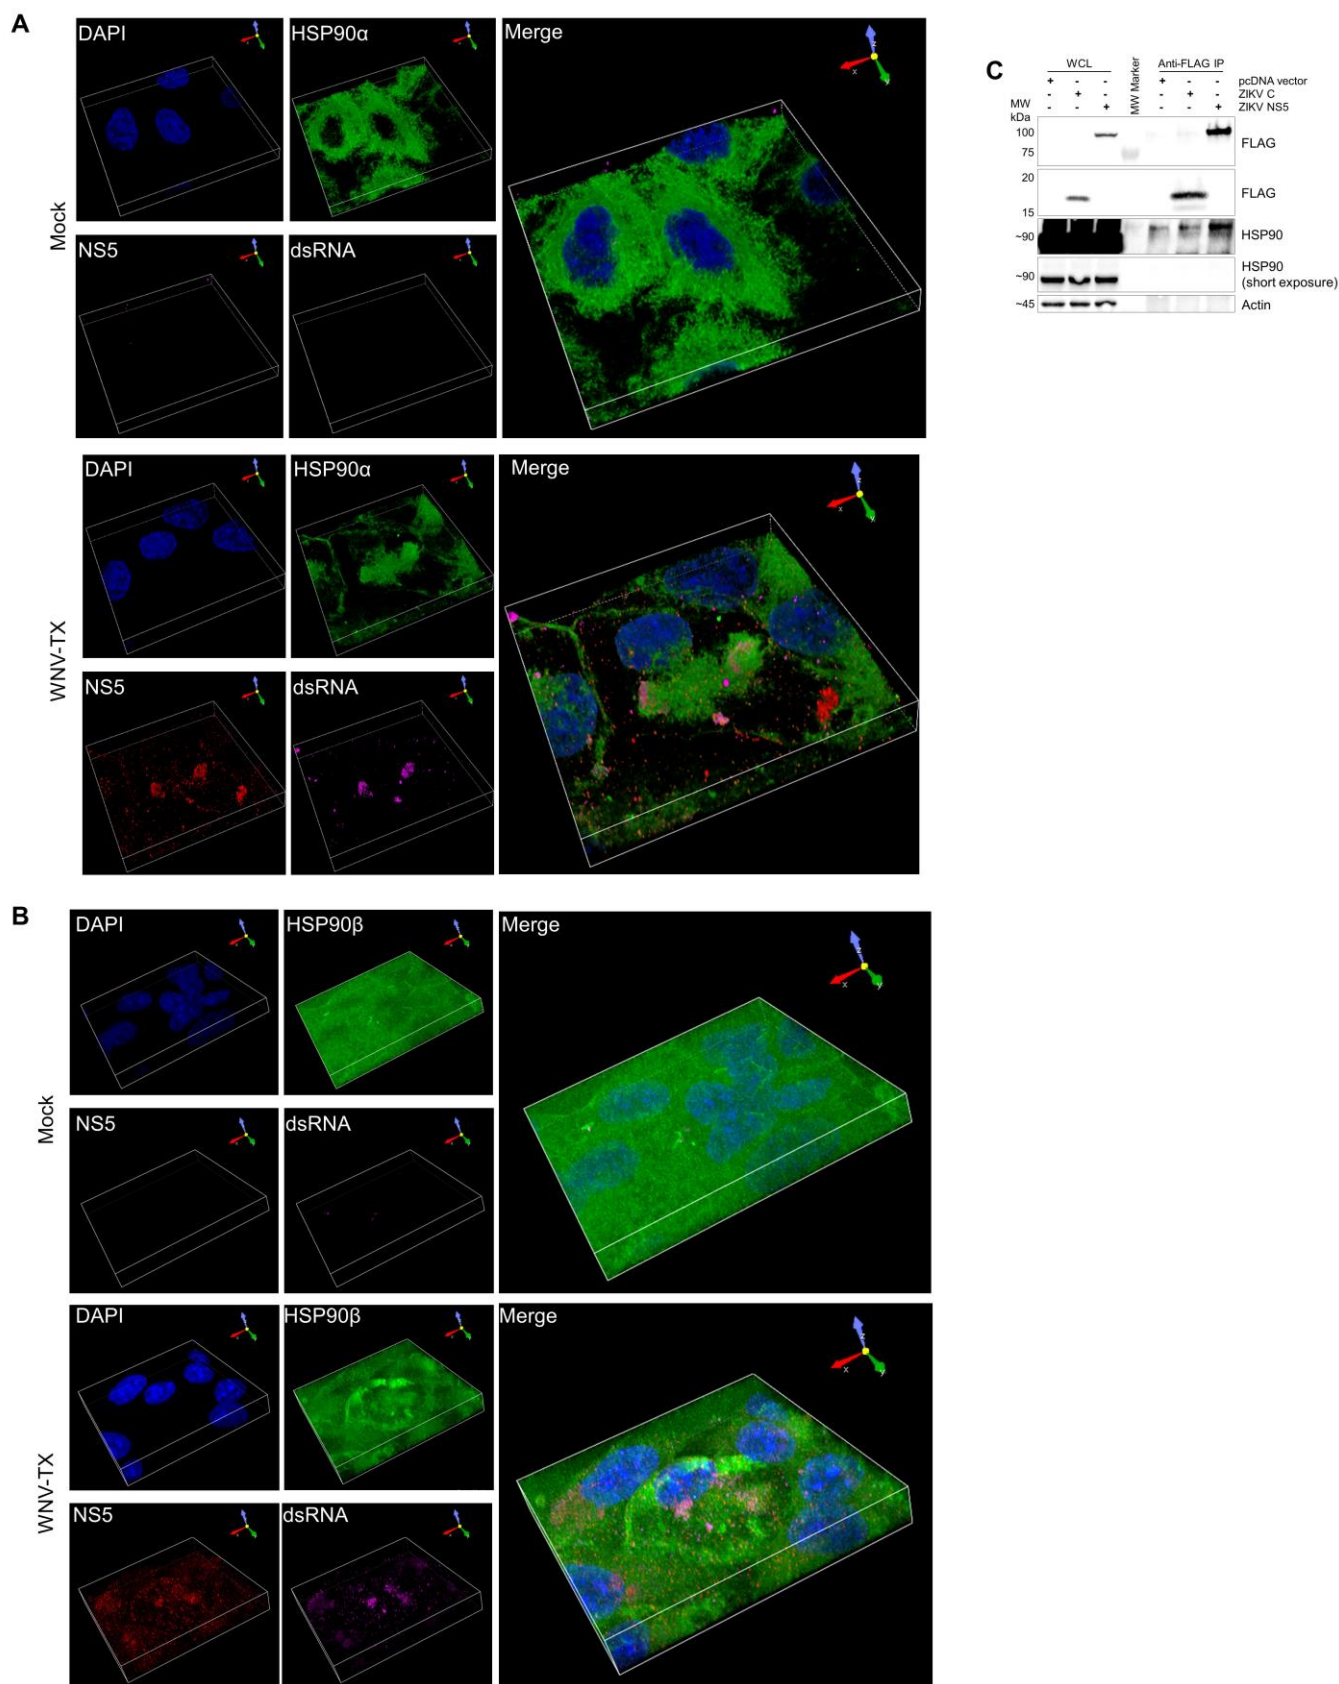 A
DAPI
HSP90α
Merge
Mock
NS5
dsRNA
DAPI
HSP90α
Merge
WNV-TX
NS5
dsRNA
B
DAPI
HSP90β
Merge
Mock
NS5
dsRNA
DAPI
HSP90β
Merge
WNV-TX
NS5
dsRNA
C
WCL
MW Marker
Anti-FLAG IP
+ - - + - - pcDNA vector
- + - - + - ZIKV C
- - + - - + ZIKV NS5
MW
kDa
100
75
FLAG
20
15
FLAG
~90
HSP90
~90
HSP90
(short exposure)
~45
Actin
x
z
x
y
x
z
y
x
z
y